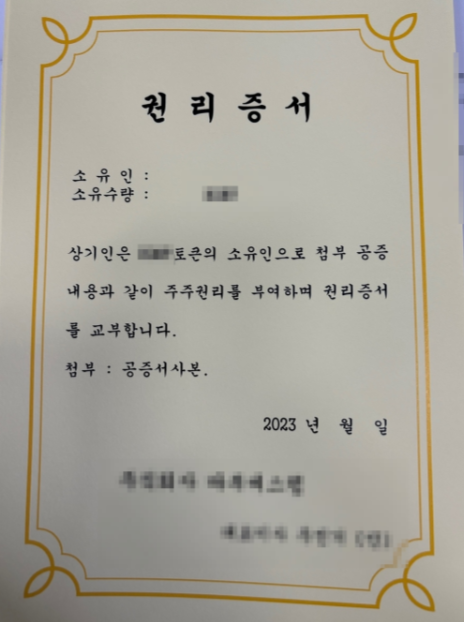 권 리 증 서
소 유 인 :
소유수량 :
상기인은 토큰의 소유인으로 첨부 공증
내용과 같이 주주권리를 부여하며 권리증서
를 교부합니다.
첨부 : 공증서사본.
2023 년 월 일